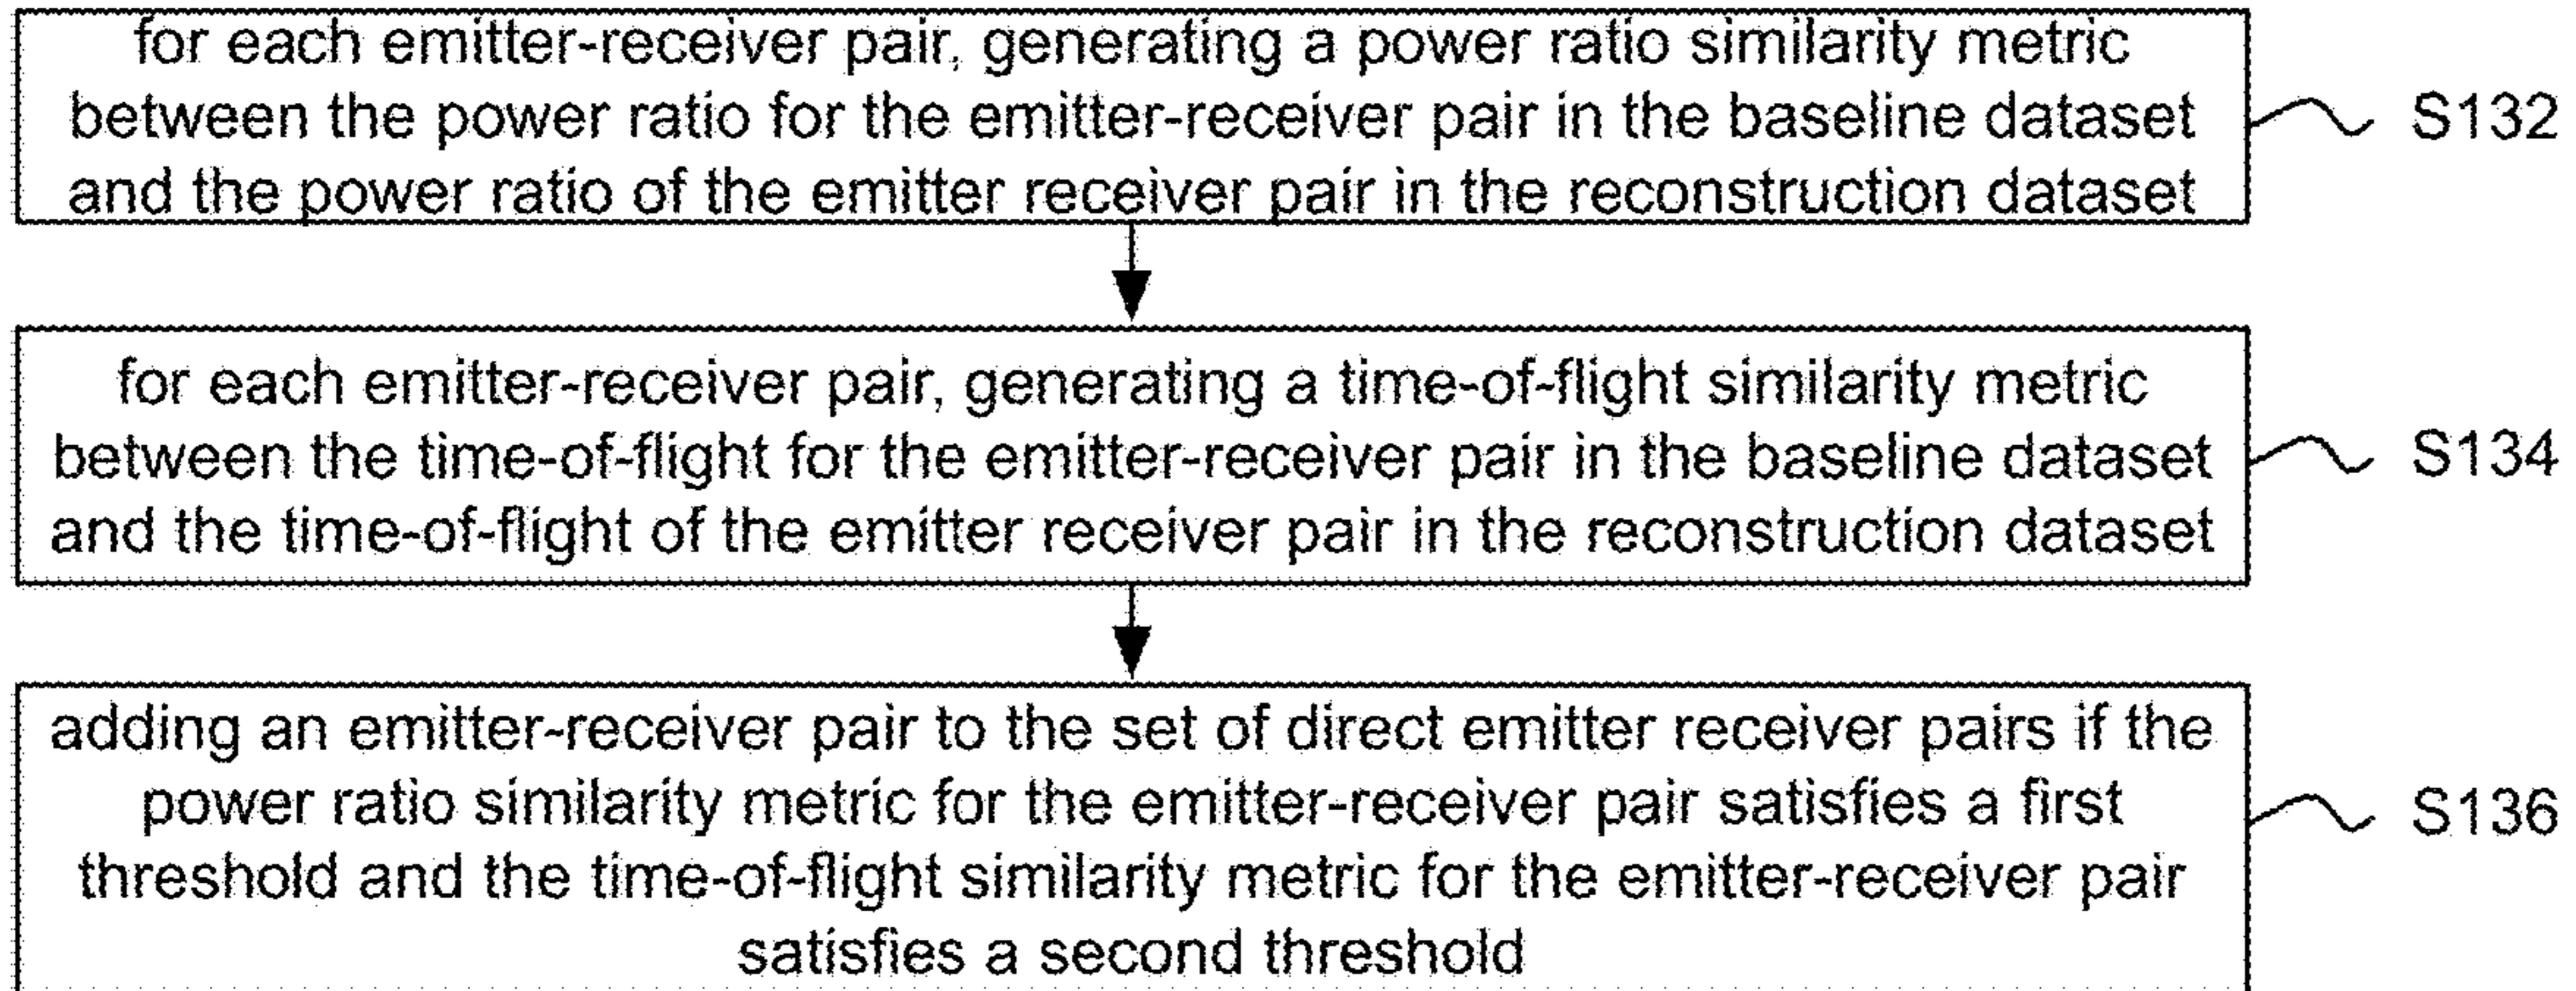 for each emitter-receiver pair, generating a power ratio similarity metric
between the power ratio for the emitter-receiver pair in the baseline dataset
and the power ratio of the emitter receiver pair in the reconstruction dataset
S132
for each emitter-receiver pair, generating a time-of-flight similarity metric
between the time-of-flight for the emitter-receiver pair in the baseline dataset
and the time-of-flight of the emitter receiver pair in the reconstruction dataset
S134
adding an emitter-receiver pair to the set of direct emitter receiver pairs if the
power ratio similarity metric for the emitter-receiver pair satisfies a first
threshold and the time-of-flight similarity metric for the emitter-receiver pair
satisfies a second threshold
S136